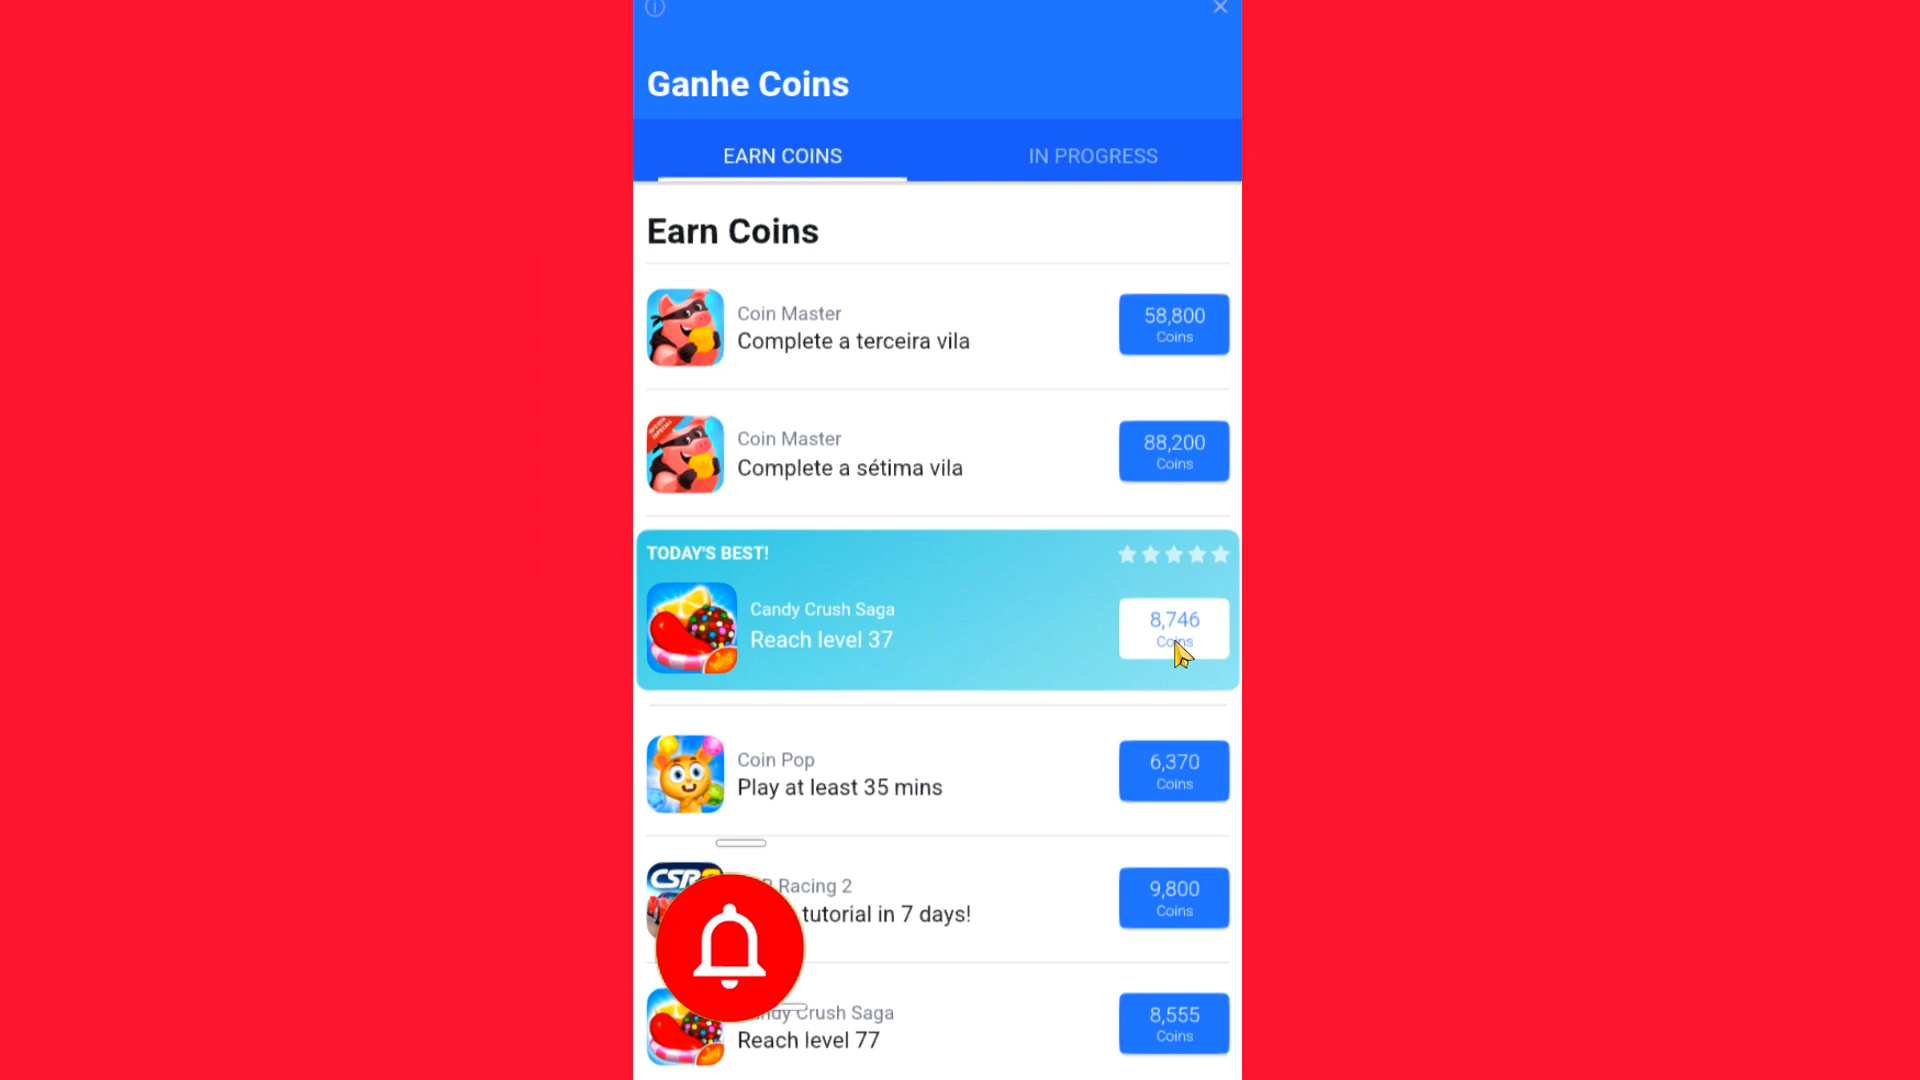 Ganhe Coins
EARN COINS
IN PROGRESS
Earn Coins
Coin Master
Complete a terceira vila
58,800
Coins
Coin Master
Complete a sétima vila
88,200
Coins
TODAY'S BEST!
Candy Crush Saga
Reach level 37
8,746
Coins
Coin Pop
Play at least 35 mins
6,370
Coins
CSR
Racing 2
tutorial in 7 days!
9,800
Coins
Crush Saga
Reach level 77
8,555
Coins